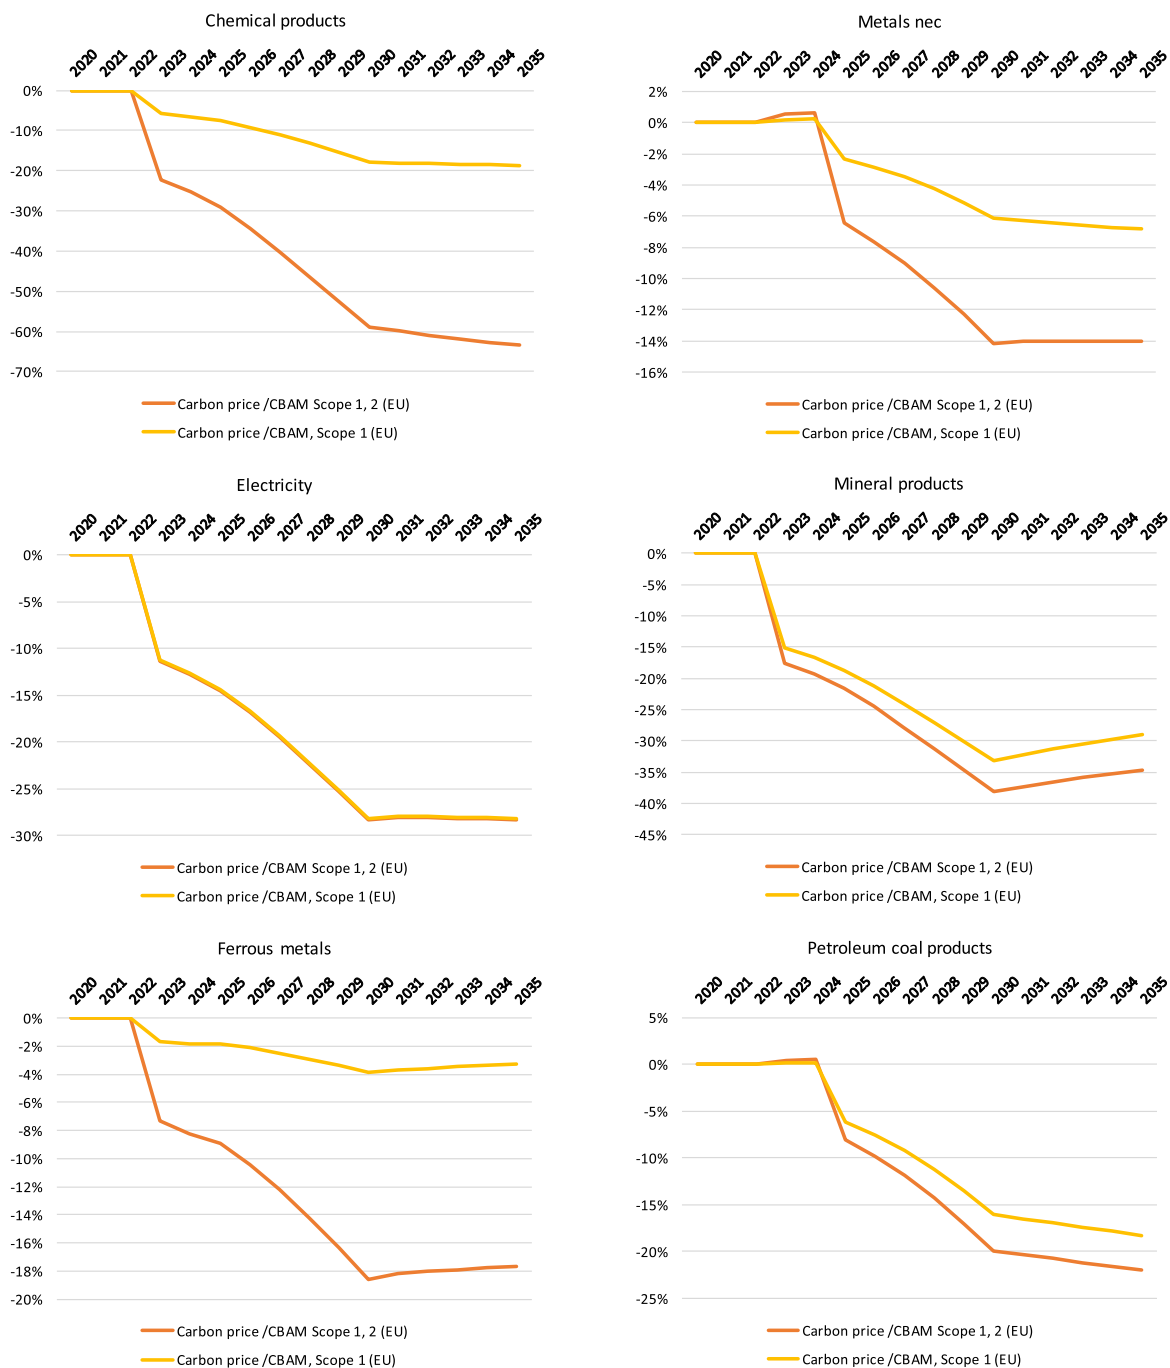 Chemical products
2020 2021 2022 2023 2024 2025 2026 2027 2028 2029 2030 2031 2032 2033 2034 2035
0%
-10%
-20%
-30%
-40%
-50%
-60%
-70%
Carbon price /CBAM Scope 1, 2 (EU)
Carbon price /CBAM, Scope 1 (EU)
Metals nec
2020 2021 2022 2023 2024 2025 2026 2027 2028 2029 2030 2031 2032 2033 2034 2035
2%
0%
-2%
-4%
-6%
-8%
-10%
-12%
-14%
-16%
Carbon price /CBAM Scope 1, 2 (EU)
Carbon price /CBAM, Scope 1 (EU)
Electricity
2020 2021 2022 2023 2024 2025 2026 2027 2028 2029 2030 2031 2032 2033 2034 2035
0%
-5%
-10%
-15%
-20%
-25%
-30%
Carbon price /CBAM Scope 1, 2 (EU)
Carbon price /CBAM, Scope 1 (EU)
Mineral products
2020 2021 2022 2023 2024 2025 2026 2027 2028 2029 2030 2031 2032 2033 2034 2035
0%
-5%
-10%
-15%
-20%
-25%
-30%
-35%
-40%
-45%
Carbon price /CBAM Scope 1, 2 (EU)
Carbon price /CBAM, Scope 1 (EU)
Ferrous metals
2020 2021 2022 2023 2024 2025 2026 2027 2028 2029 2030 2031 2032 2033 2034 2035
0%
-2%
-4%
-6%
-8%
-10%
-12%
-14%
-16%
-18%
-20%
Carbon price /CBAM Scope 1, 2 (EU)
Carbon price /CBAM, Scope 1 (EU)
Petroleum coal products
2020 2021 2022 2023 2024 2025 2026 2027 2028 2029 2030 2031 2032 2033 2034 2035
5%
0%
-5%
-10%
-15%
-20%
-25%
Carbon price /CBAM Scope 1, 2 (EU)
Carbon price /CBAM, Scope 1 (EU)